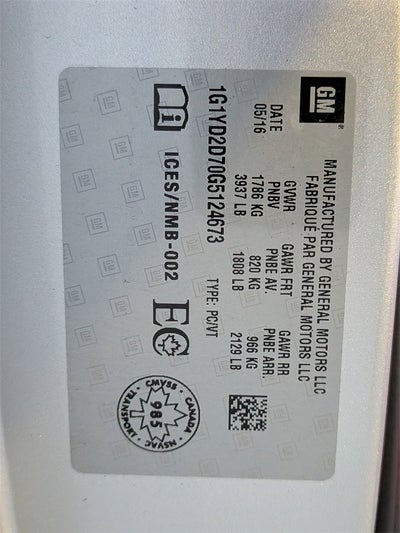 GM
MANUFACTURED BY GENERAL MOTORS LLC
FABRIQUÉ PAR GENERAL MOTORS LLC
DATE GVWR GAWR FRT GAWR RR
PNBV PNBE AV. PNBE ARR.
05/16 1786 KG 820 KG 966 KG
3937 LB 1808 LB 2129 LB
1G1YD2D70G5124673 TYPE: PC/VT
ICES/NMB-002 EC
CANADA
CMVSS
985
NSVAC
TRANSPORT